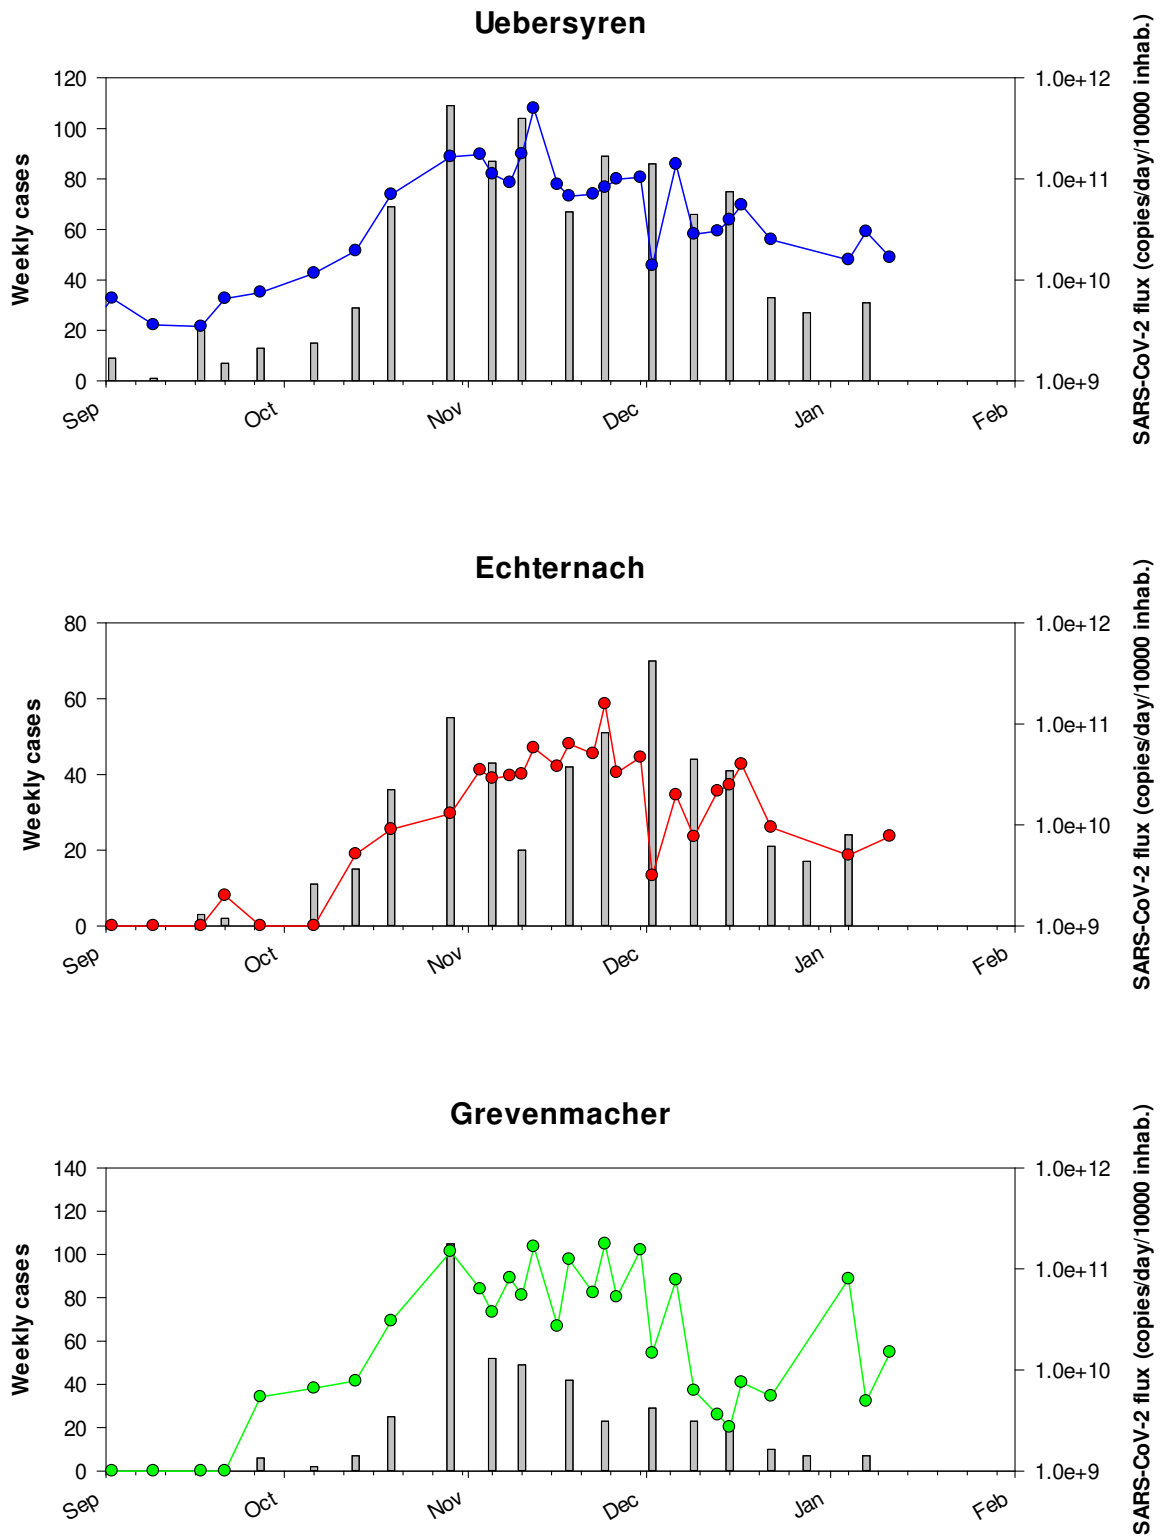 Uebersyren
120
100
80
60
40
20
0
Weekly cases
1.0e+12
1.0e+11
1.0e+10
1.0e+9
SARS-CoV-2 flux (copies/day/10000 inhab.)
Sep Oct Nov Dec Jan Feb
Echternach
80
60
40
20
0
Weekly cases
1.0e+12
1.0e+11
1.0e+10
1.0e+9
SARS-CoV-2 flux (copies/day/10000 inhab.)
Sep Oct Nov Dec Jan Feb
Grevenmacher
140
120
100
80
60
40
20
0
Weekly cases
1.0e+12
1.0e+11
1.0e+10
1.0e+9
SARS-CoV-2 flux (copies/day/10000 inhab.)
Sep Oct Nov Dec Jan Feb